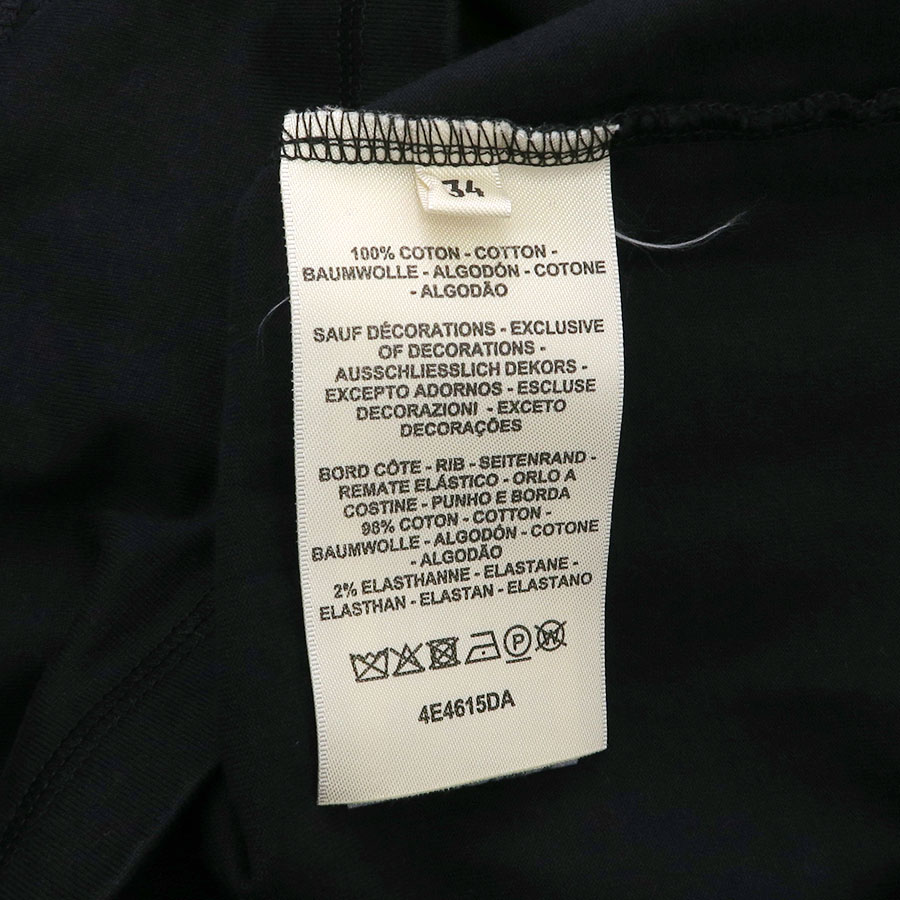 34
100% COTON - COTTON -
BAUMWOLLE - ALGODÓN - COTONE
- ALGODÃO
SAUF DÉCORATIONS - EXCLUSIVE
OF DECORATIONS -
AUSSCHLIESSLICH DEKORS -
EXCEPTO ADORNOS - ESCLUSE
DECORAZIONI - EXCETO
DECORAÇÕES
BORD CÔTE - RIB - SEITENRAND -
REMATE ELÁSTICO - ORLO A
COSTINE - PUNHO E BORDA
98% COTON - COTTON -
BAUMWOLLE - ALGODÓN - COTONE
- ALGODÃO
2% ELASTHANNE - ELASTANE -
ELASTHAN - ELASTAN - ELASTANO
P W
4E4615DA